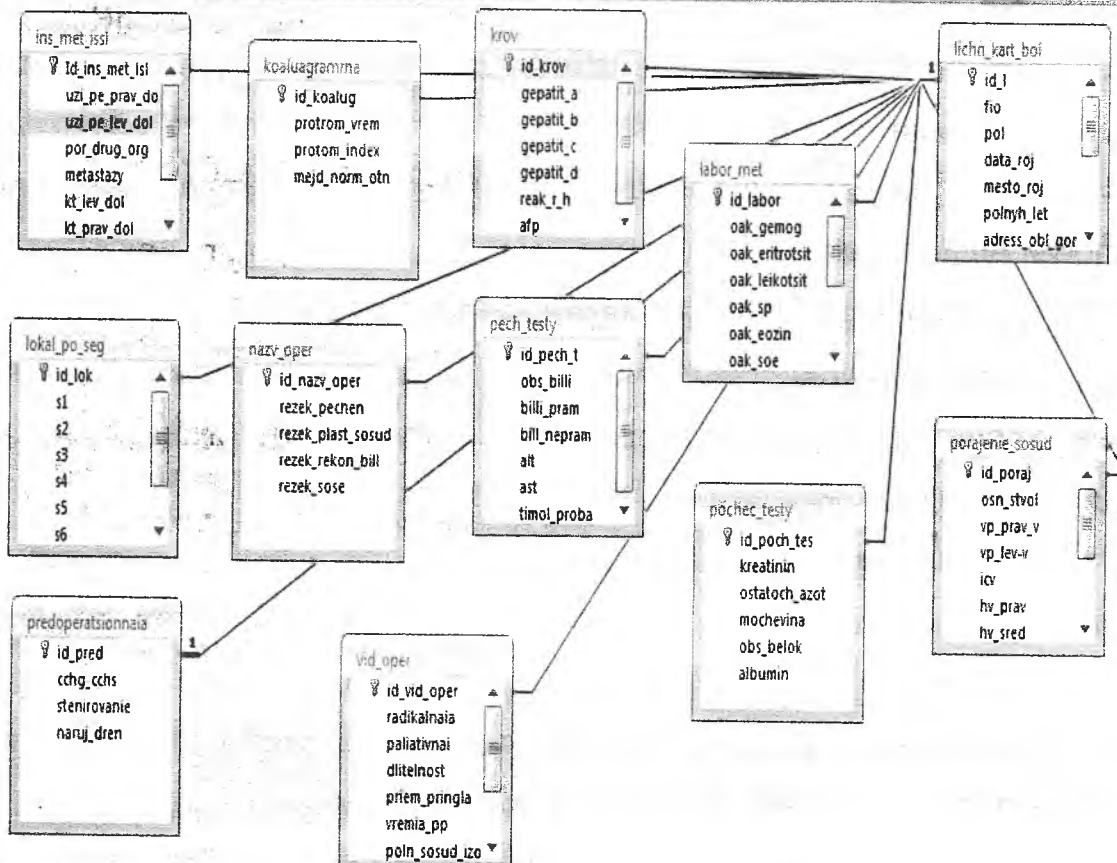 ins_met_issl
Id_ins_met_isl
uzi_pe_prav_do
uzi_pe_lev_dol
por_drug_org
metastazy
kt_lev_dol
kt_prav_dol
koaluagramma
id_koalug
protrom_vrem
protom_index
mejd_norm_otn
krov
id_krov
gepatit_a
gepatit_b
gepatit_c
gepatit_d
reak_r_h
afp
labor_met
id_labor
oak_gemog
oak_eritrotsit
oak_leikotsit
oak_sp
oak_eozin
oak_soe
1
lichn_kart_bol
id_l
fio
pol
data_roj
mesto_roj
polnyh_let
adress_obl_gor
lokal_po_seg
id_lok
s1
s2
s3
s4
s5
s6
nazv_oper
id_nazv_oper
rezek_pecnen
rezek_plast_sosud
rezek_rekon_bill
rezek_sose
pech_testy
id_pech_t
obs_billi
billi_pram
bill_nepram
alt
ast
timol_proba
porajenie_sosud
id_poraj
osn_stvol
vp_prav_v
vp_lev-v
icv
hv_prav
hv_sred
predoperatsionnaia
1
id_pred
cchg_cchs
stenirovanie
naruj_dren
vid_oper
id_vid_oper
radikalnaia
paliativnai
dlitelnost
priem_pringla
vremia_pp
poln_sosud_izo
pochec_testy
id_poch_tes
kreatinin
ostatoch_azot
mochevina
obs_belok
albumin